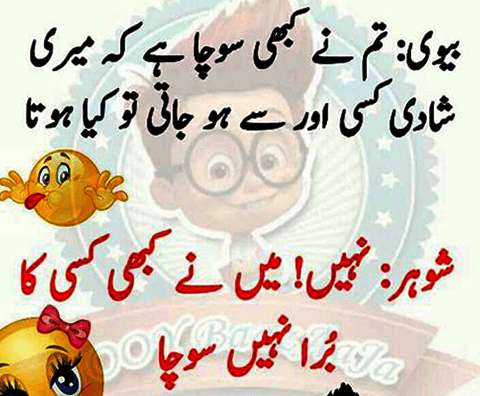 بیوی: تم نے کبھی سوچا ہے کہ میری
شادی کسی اور سے ہو جاتی تو کیا ہوتا
شوہر: نہیں! میں نے کبھی کسی کا
بُرا نہیں سوچا